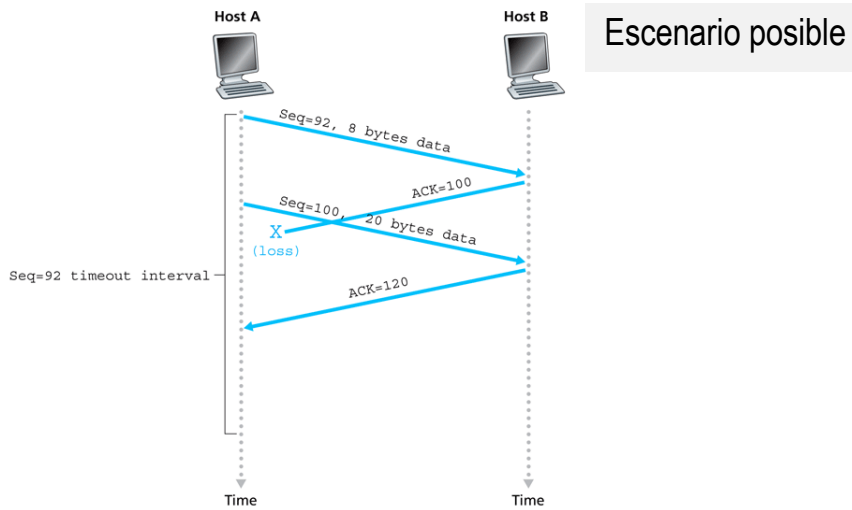 Host A
Host B
Escenario posible
Seq=92, 8 bytes data
ACK=100
Seq=100, 20 bytes data
X
(loss)
Seq=92 timeout interval
ACK=120
Time
Time